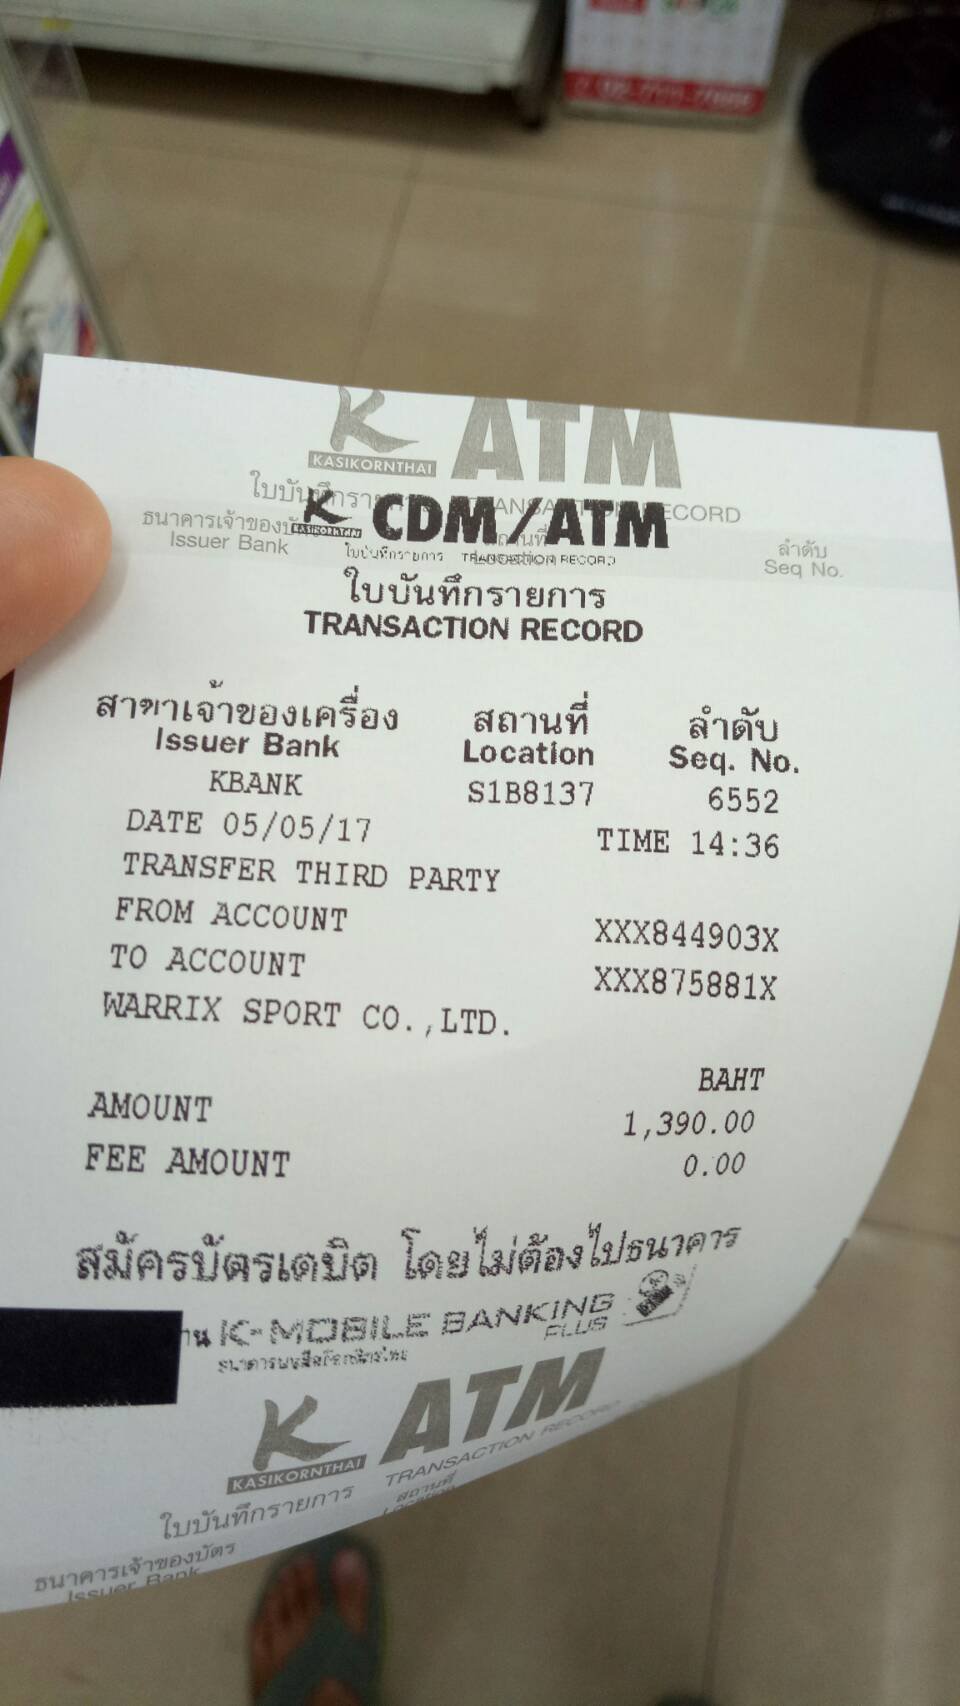 K ATM
KASIKORNTHAI
ใบบันทึกรายการ TRANSACTION RECORD
K CDM/ATM
KASIKORNTHAI
ธนาคารเจ้าของบัตร สถานที่ ลำดับ
Issuer Bank Location Seq No.
ใบบันทึกรายการ TRANSACTION RECORD
ใบบันทึกรายการ
TRANSACTION RECORD
สาขาเจ้าของเครื่อง สถานที่ ลำดับ
Issuer Bank Location Seq. No.
KBANK S1B8137 6552
DATE 05/05/17 TIME 14:36
TRANSFER THIRD PARTY
FROM ACCOUNT XXX844903X
TO ACCOUNT XXX875881X
WARRIX SPORT CO.,LTD.
BAHT
AMOUNT 1,390.00
FEE AMOUNT 0.00
สมัครบัตรเดบิต โดยไม่ต้องไปธนาคาร
K-MOBILE BANKING
PLUS
ธนาคารกสิกรไทย
K ATM
KASIKORNTHAI
ใบบันทึกรายการ TRANSACTION RECORD
ธนาคารเจ้าของบัตร สถานที่
Issuer Bank